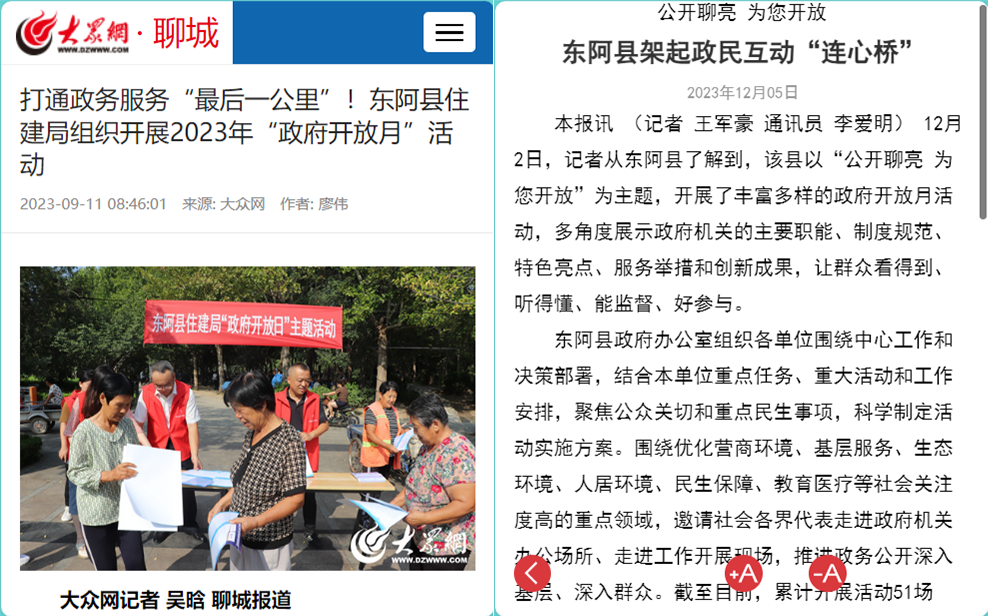 大众網·聊城
WWW.DZWWW.COM
打通政务服务“最后一公里”！东阿县住
建局组织开展2023年“政府开放月”活
动
2023-09-11 08:46:01 来源: 大众网 作者: 廖伟
东阿县住建局“政府开放日”主题活动
大众網
WWW.DZWWW.COM
大众网记者 吴晗 聊城报道
公开聊亮 为您开放
东阿县架起政民互动“连心桥”
2023年12月05日
本报讯 （记者 王军豪 通讯员 李爱明） 12月
2日，记者从东阿县了解到，该县以“公开聊亮 为
您开放”为主题，开展了丰富多样的政府开放月活
动，多角度展示政府机关的主要职能、制度规范、
特色亮点、服务举措和创新成果，让群众看得到、
听得懂、能监督、好参与。
东阿县政府办公室组织各单位围绕中心工作和
决策部署，结合本单位重点任务、重大活动和工作
安排，聚焦公众关切和重点民生事项，科学制定活
动实施方案。围绕优化营商环境、基层服务、生态
环境、人居环境、民生保障、教育医疗等社会关注
度高的重点领域，邀请社会各界代表走进政府机关
办公场所、走进工作开展现场，推进政务公开深入
基层、深入群众。截至目前，累计开展活动51场
+A
-A